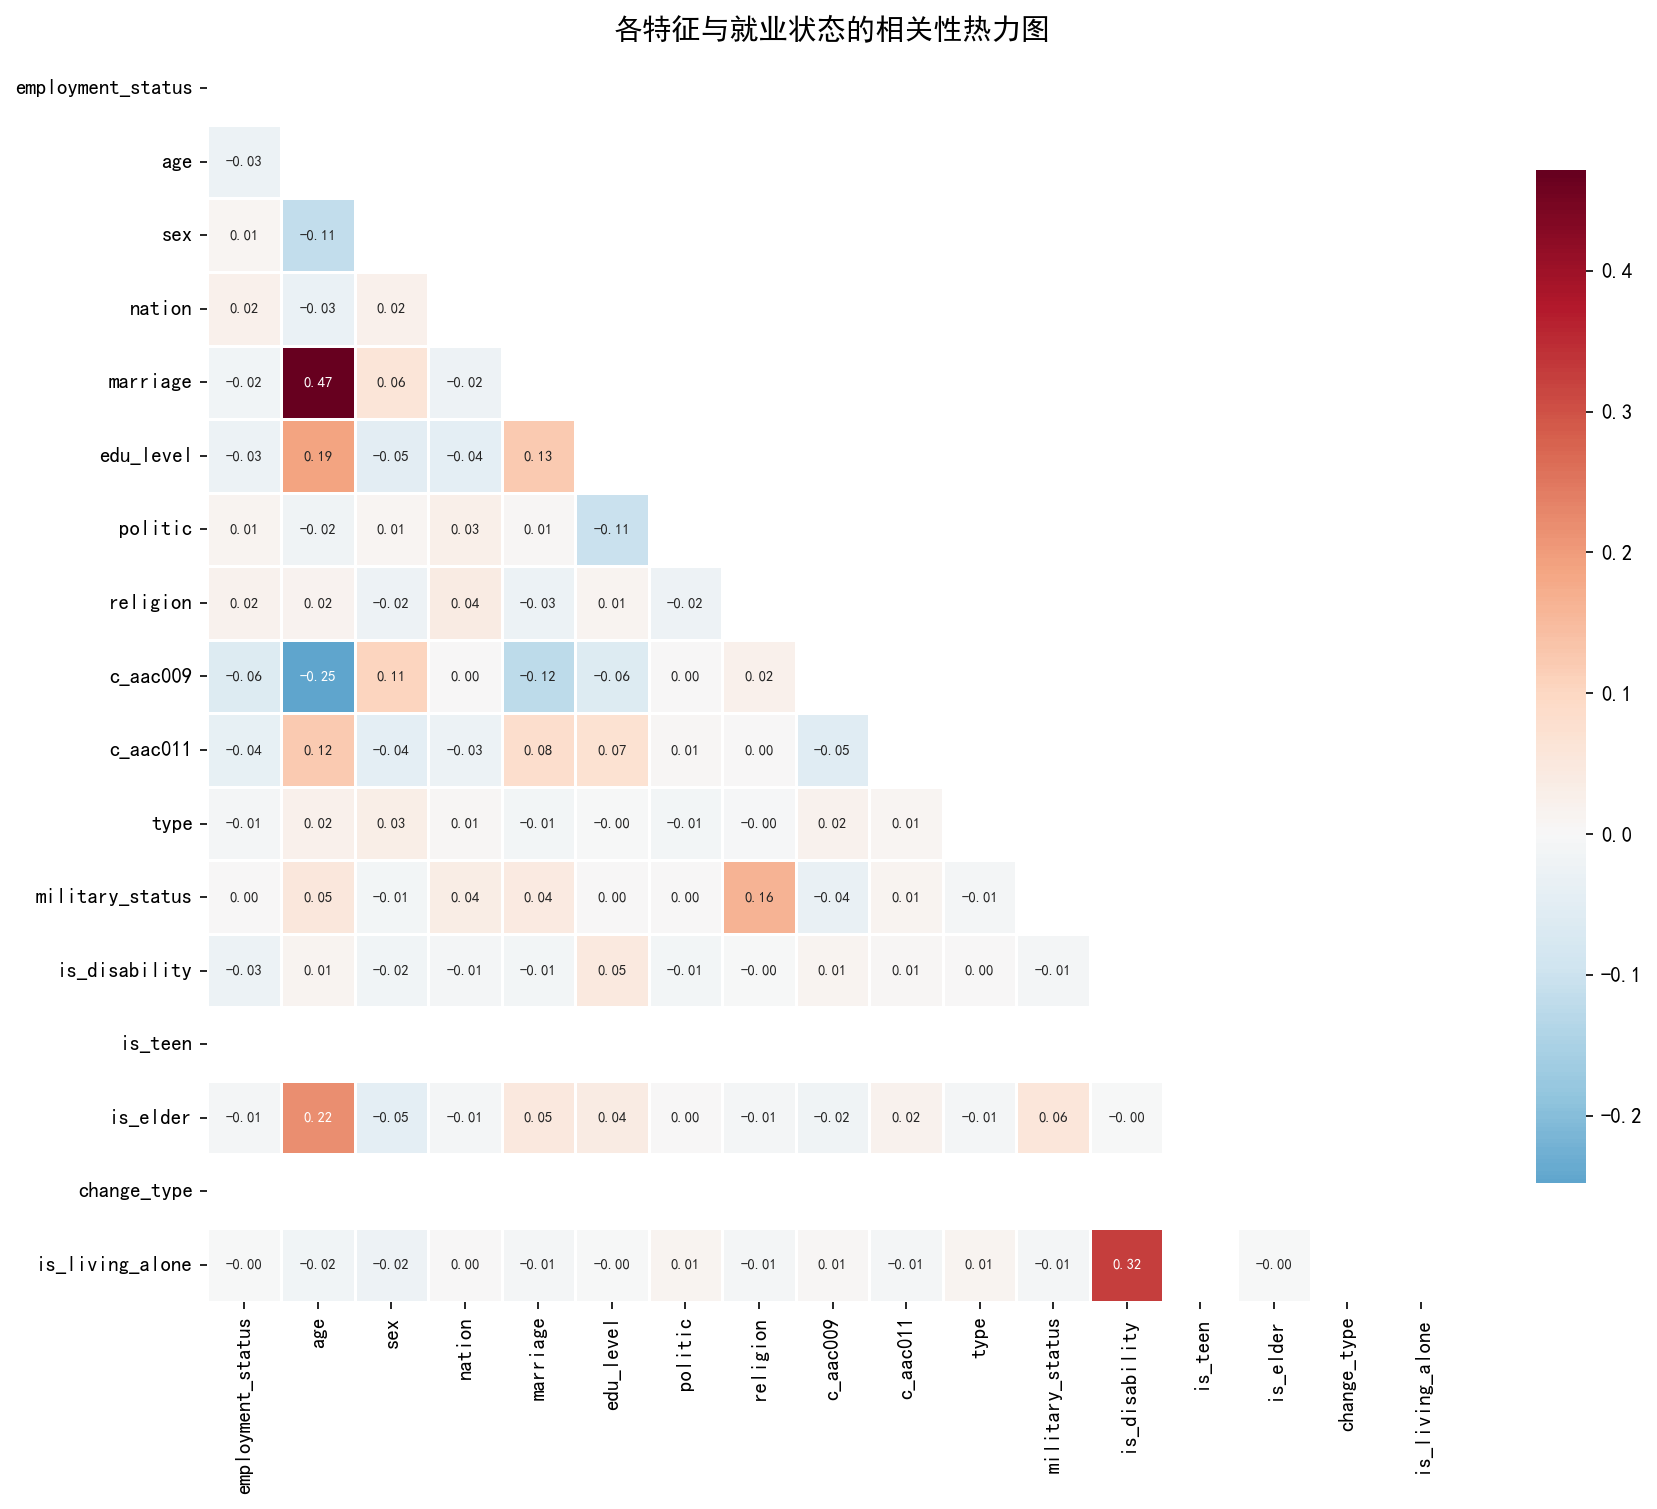 各特征与就业状态的相关性热力图
employment_status
age -0.03
sex 0.01 -0.11
nation 0.02 -0.03 0.02
marriage -0.02 0.47 0.06 -0.02
edu_level -0.03 0.19 -0.05 -0.04 0.13
politic 0.01 -0.02 0.01 0.03 0.01 -0.11
religion 0.02 0.02 -0.02 0.04 -0.03 0.01 -0.02
c_aac009 -0.06 -0.25 0.11 0.00 -0.12 -0.06 0.00 0.02
c_aac011 -0.04 0.12 -0.04 -0.03 0.08 0.07 0.01 0.00 -0.05
type -0.01 0.02 0.03 0.01 -0.01 -0.00 -0.01 -0.00 0.02 0.01
military_status 0.00 0.05 -0.01 0.04 0.04 0.00 0.00 0.16 -0.04 0.01 -0.01
is_disability -0.03 0.01 -0.02 -0.01 -0.01 0.05 -0.01 -0.00 0.01 0.01 0.00 -0.01
is_teen
is_elder -0.01 0.22 -0.05 -0.01 0.05 0.04 0.00 -0.01 -0.02 0.02 -0.01 0.06 -0.00
change_type
is_living_alone -0.00 -0.02 -0.02 0.00 -0.01 -0.00 0.01 -0.01 0.01 -0.01 0.01 -0.01 0.32 -0.00
employment_status
age
sex
nation
marriage
edu_level
politic
religion
c_aac009
c_aac011
type
military_status
is_disability
is_teen
is_elder
change_type
is_living_alone
0.4
0.3
0.2
0.1
0.0
-0.1
-0.2